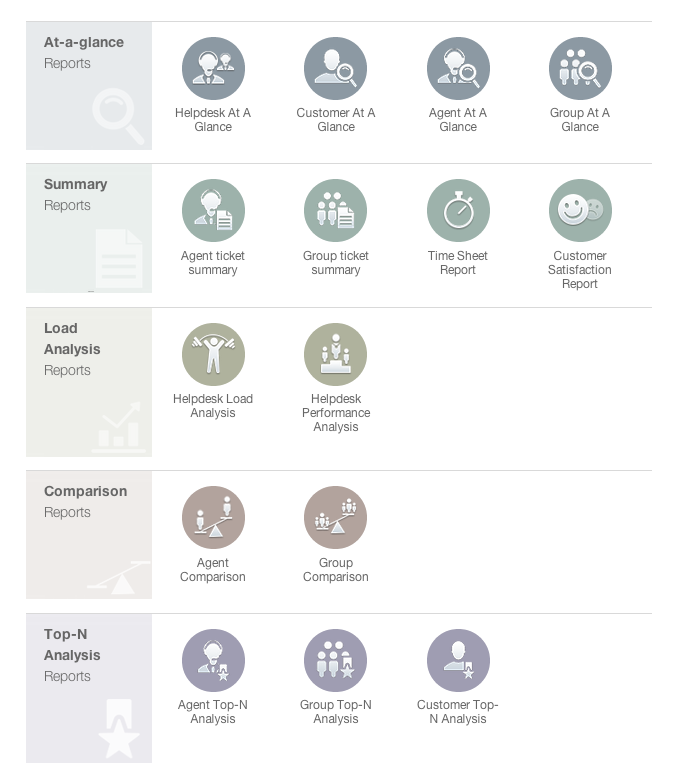 At-a-glance
Reports
Helpdesk At A
Glance
Customer At A
Glance
Agent At A
Glance
Group At A
Glance
Summary
Reports
Agent ticket
summary
Group ticket
summary
Time Sheet
Report
Customer
Satisfaction
Report
Load
Analysis
Reports
Helpdesk Load
Analysis
Helpdesk
Performance
Analysis
Comparison
Reports
Agent
Comparison
Group
Comparison
Top-N
Analysis
Reports
Agent Top-N
Analysis
Group Top-N
Analysis
Customer Top-
N Analysis